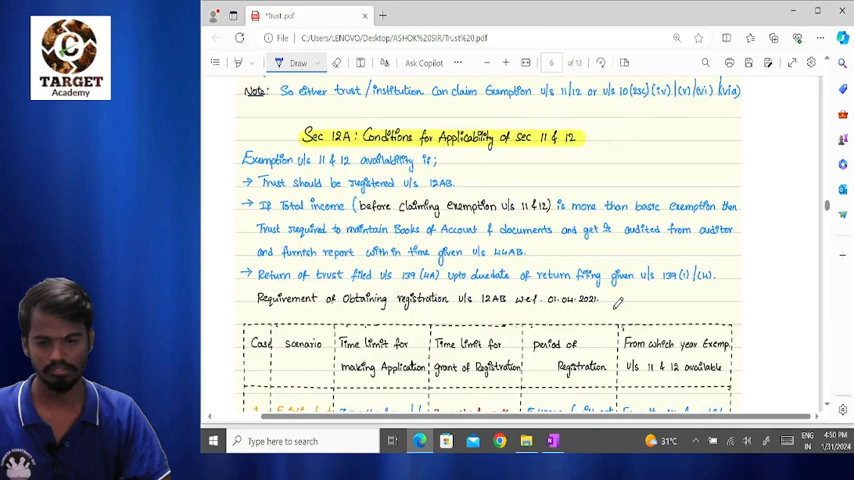 TARGET
Academy
*Trust .pdf
File
C:/Users/LENOVO/Desktop/ASHOK%20SIR/Trust%20.pdf
Draw
Ask Copilot
6 of 12
Note: So either trust/institution can claim Exemption u/s 11/12 or u/s 10(23C)(iv)/(v)/(vi)/(via)
Sec 12A: Conditions for Applicability of sec 11 & 12
Exemption u/s 11 & 12 availability is;
→ Trust should be registered u/s 12AB.
→ If Total income (before claiming exemption u/s 11 & 12) is more than basic exemption then
Trust required to maintain Books of Account & documents and get it audited from auditor
and furnish report within time given u/s 44AB.
→ Return of trust filed u/s 139(4A) upto due date of return filing given u/s 139(1)/(4).
Requirement of Obtaining registration u/s 12AB wef. 01.04.2021.
Case scenario Time limit for Time limit for period of From which year Exemp.
making Application grant of Registration Registration u/s 11 & 12 available
Type here to search
31°C
ENG
IN
4:50 PM
1/31/2024